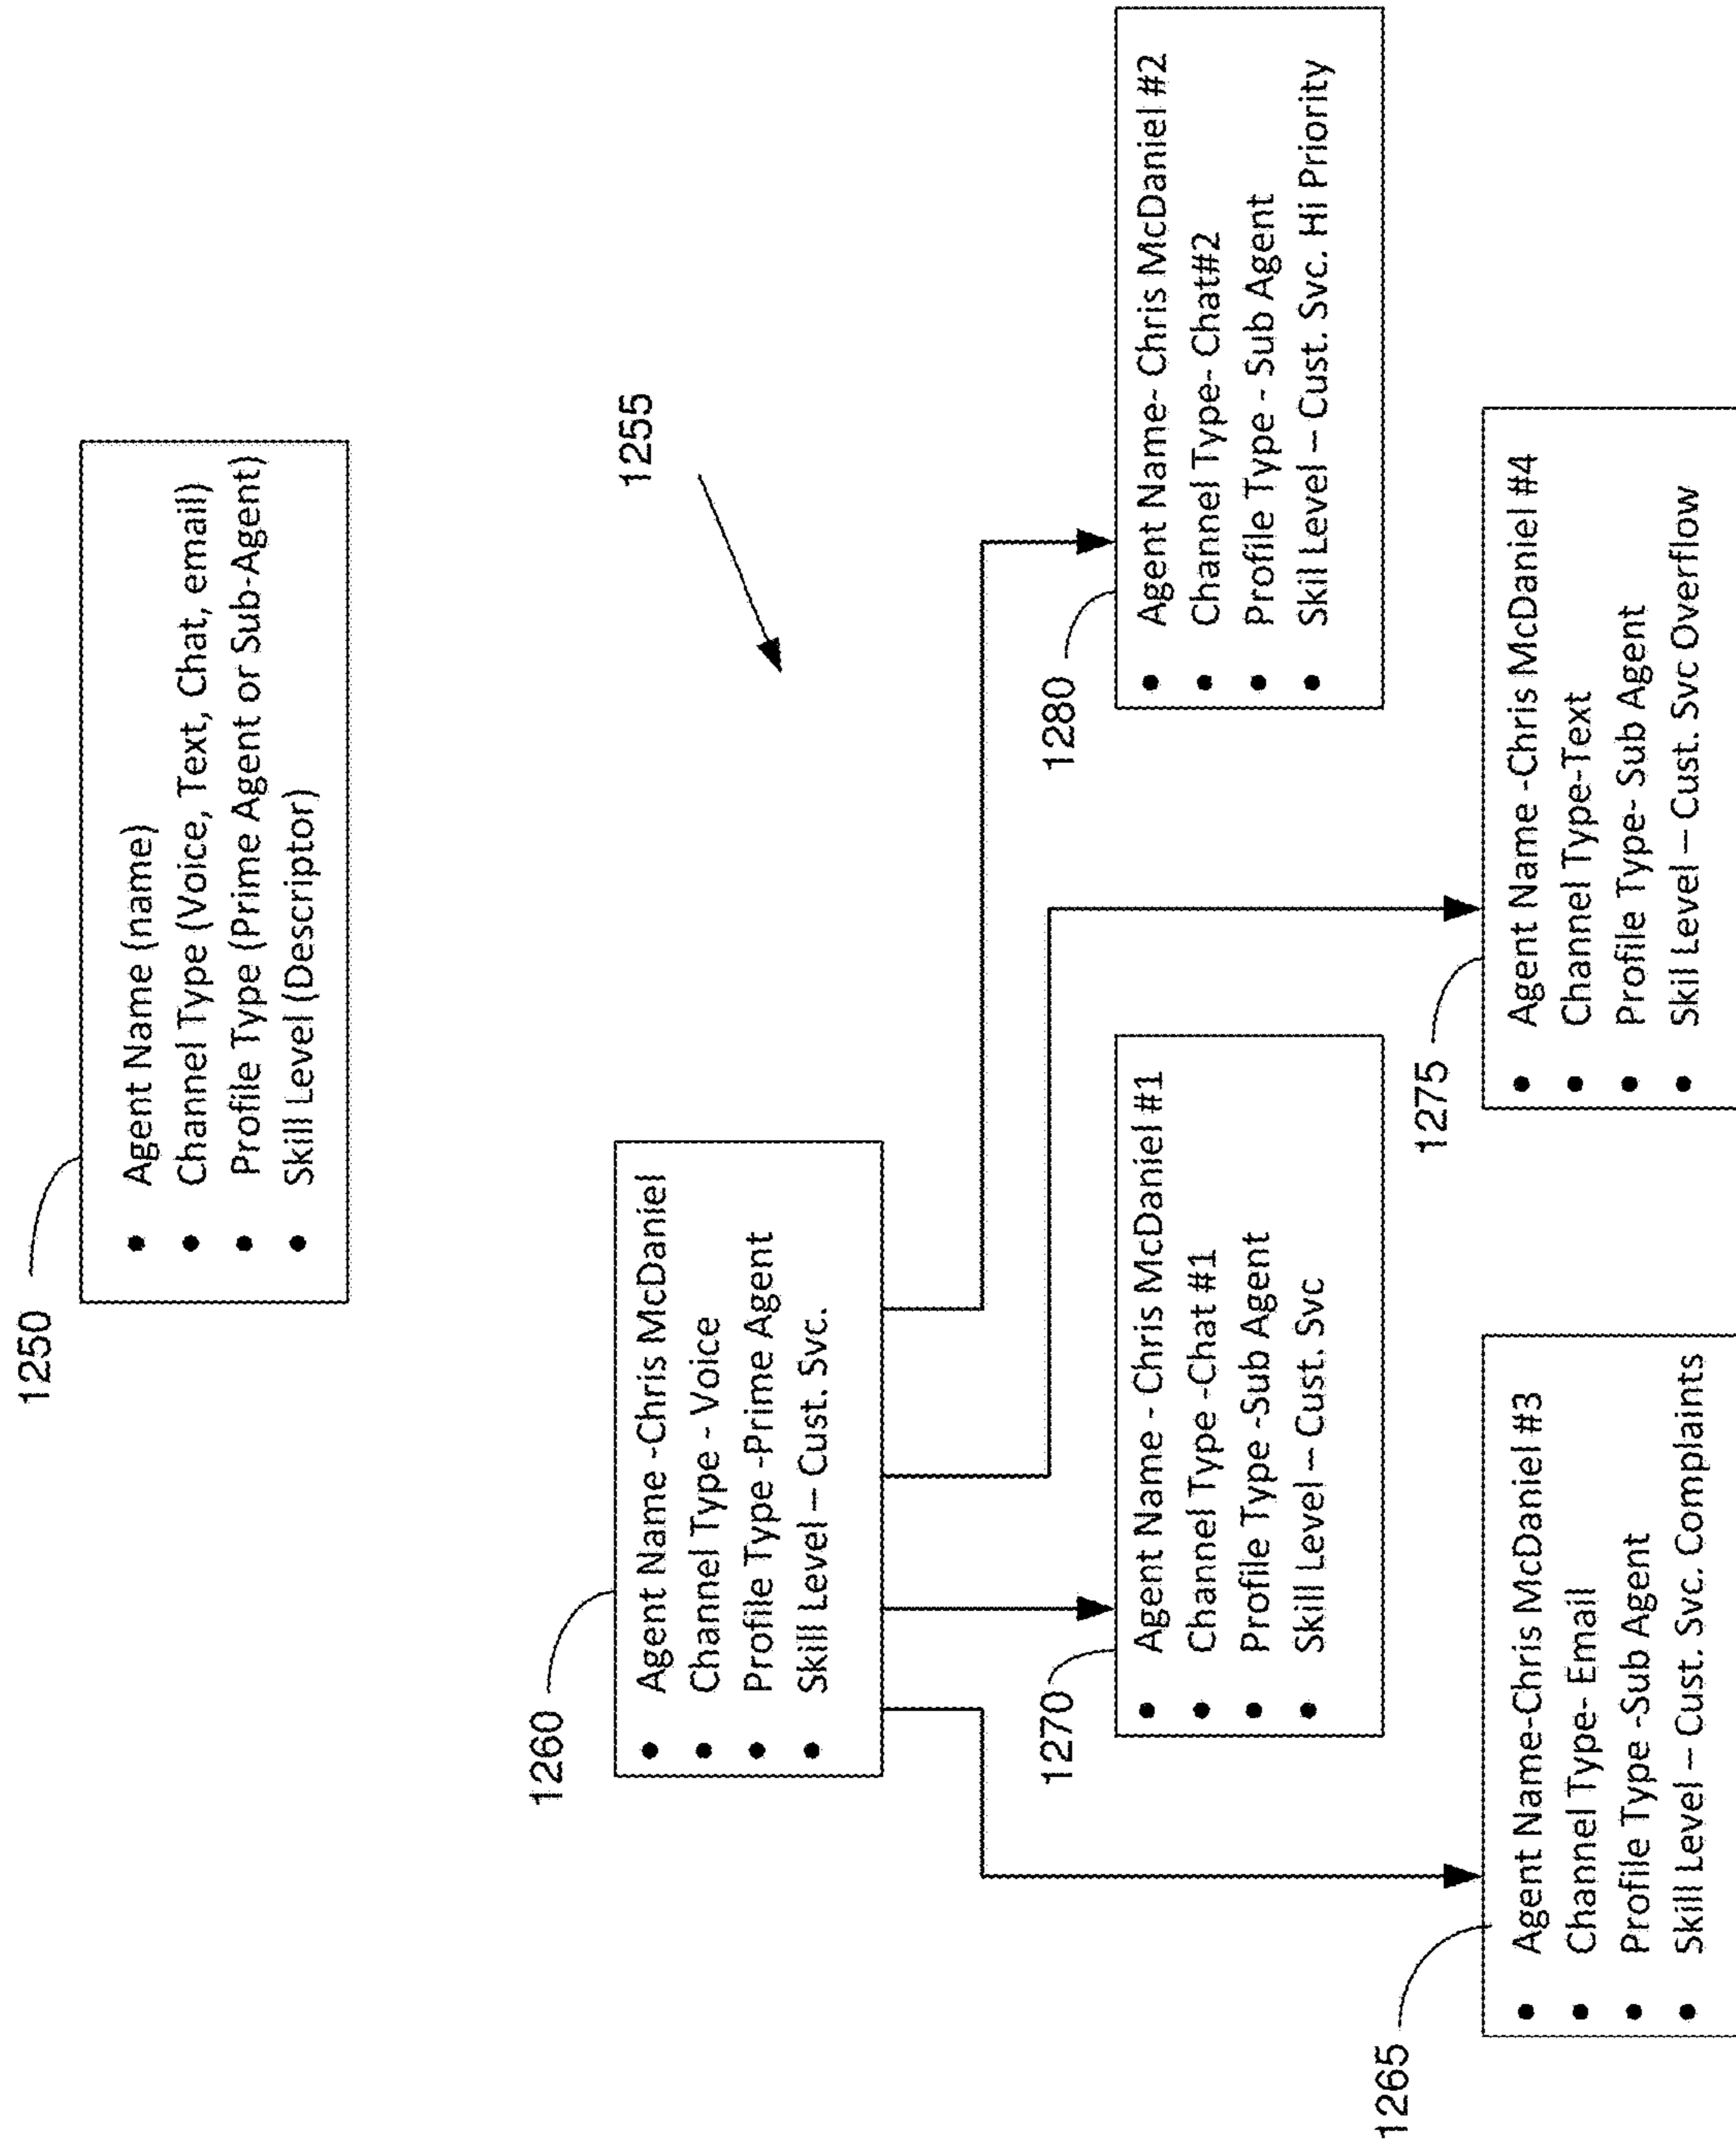 1250
• Agent Name (name)
• Channel Type (Voice, Text, Chat, email)
• Profile Type (Prime Agent or Sub-Agent)
• Skill Level (Descriptor)
1255
1260
• Agent Name -Chris McDaniel
• Channel Type - Voice
• Profile Type -Prime Agent
• Skill Level – Cust. Svc.
1270
• Agent Name - Chris McDaniel #1
• Channel Type -Chat #1
• Profile Type -Sub Agent
• Skill Level – Cust. Svc
1280
• Agent Name- Chris McDaniel #2
• Channel Type- Chat#2
• Profile Type - Sub Agent
• Skil Level – Cust. Svc. Hi Priority
1265
• Agent Name-Chris McDaniel #3
• Channel Type- Email
• Profile Type -Sub Agent
• Skill Level – Cust. Svc. Complaints
1275
• Agent Name -Chris McDaniel #4
• Channel Type-Text
• Profile Type- Sub Agent
• Skil Level – Cust. Svc Overflow